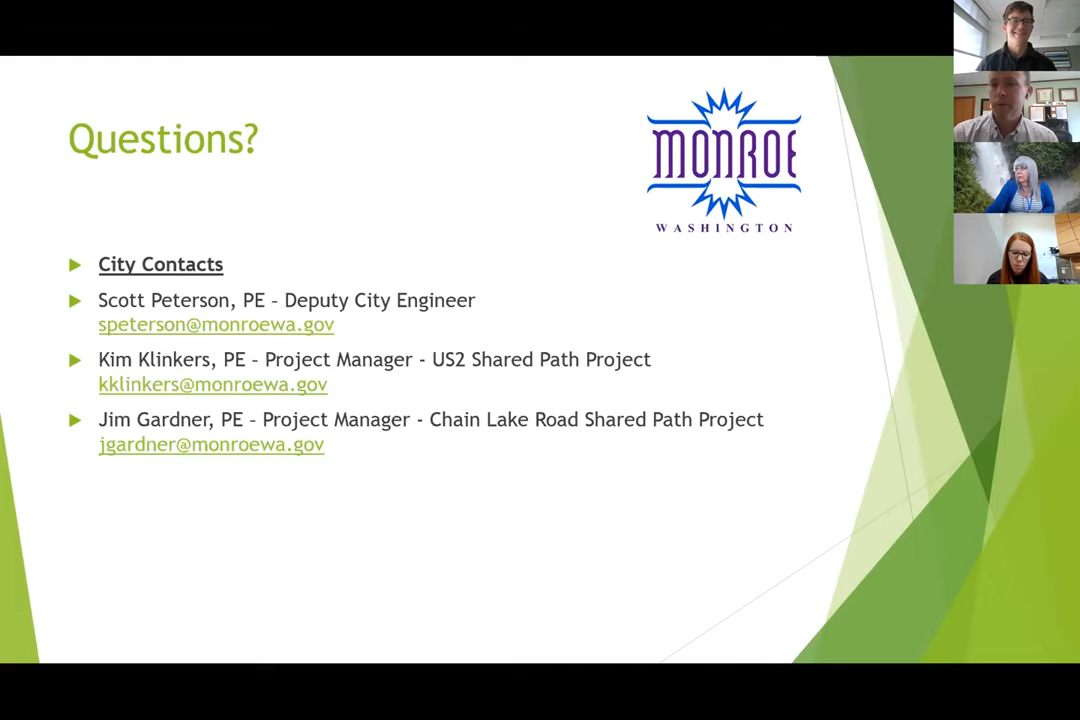 Questions?
MONROE
WASHINGTON
City Contacts
Scott Peterson, PE – Deputy City Engineer
speterson@monroewa.gov
Kim Klinkers, PE – Project Manager - US2 Shared Path Project
kklinkers@monroewa.gov
Jim Gardner, PE – Project Manager - Chain Lake Road Shared Path Project
jgardner@monroewa.gov